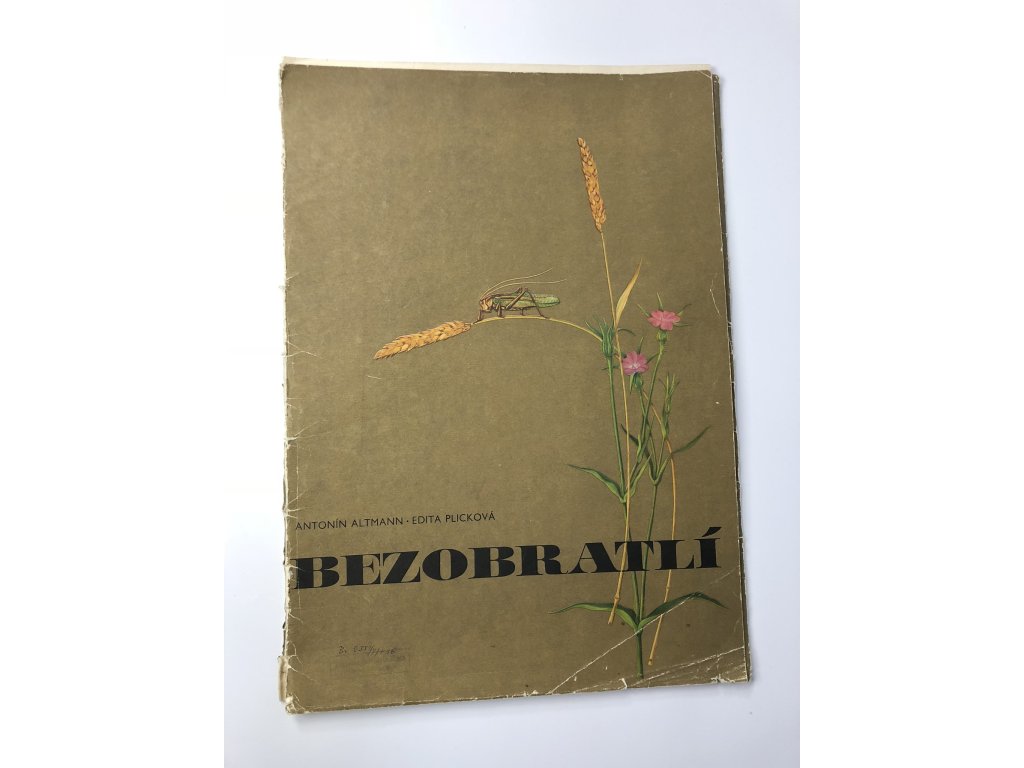 ANTONÍN ALTMANN · EDITA PLICKOVÁ
BEZOBRATLÍ